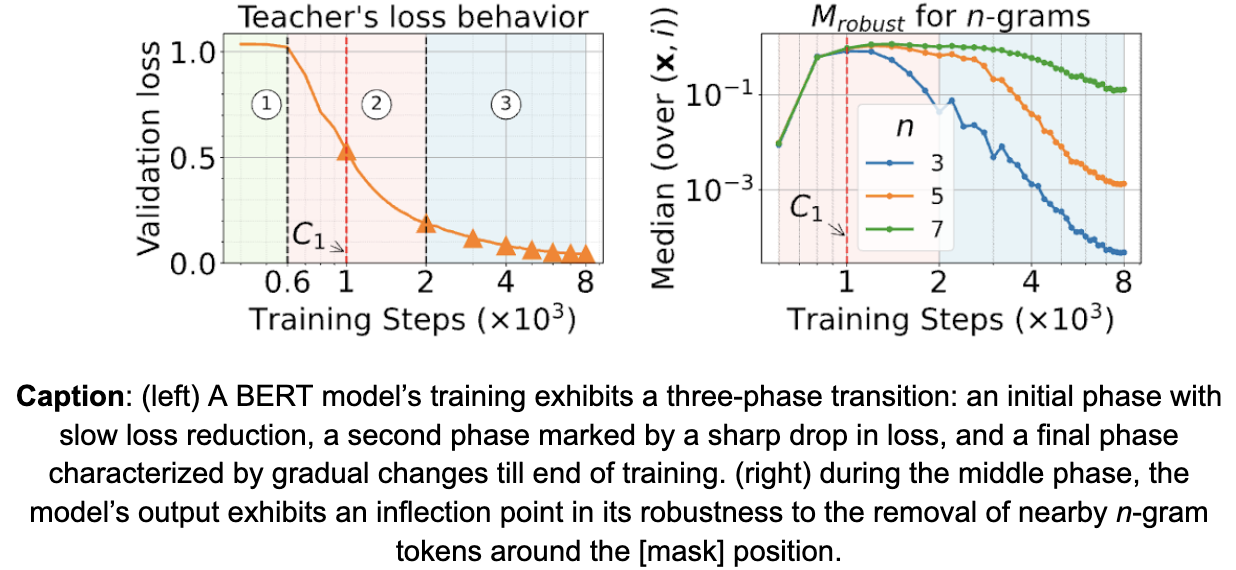 Teacher's loss behavior
Validation loss
1.0
0.5
0.0
1
2
3
C1
0.6 1 2 4 8
Training Steps (×10³)
M_robust for n-grams
Median (over (x, i))
10⁻¹
10⁻³
n
3
5
7
C1
1 2 4 8
Training Steps (×10³)
Caption: (left) A BERT model’s training exhibits a three-phase transition: an initial phase with
slow loss reduction, a second phase marked by a sharp drop in loss, and a final phase
characterized by gradual changes till end of training. (right) during the middle phase, the
model’s output exhibits an inflection point in its robustness to the removal of nearby n-gram
tokens around the [mask] position.